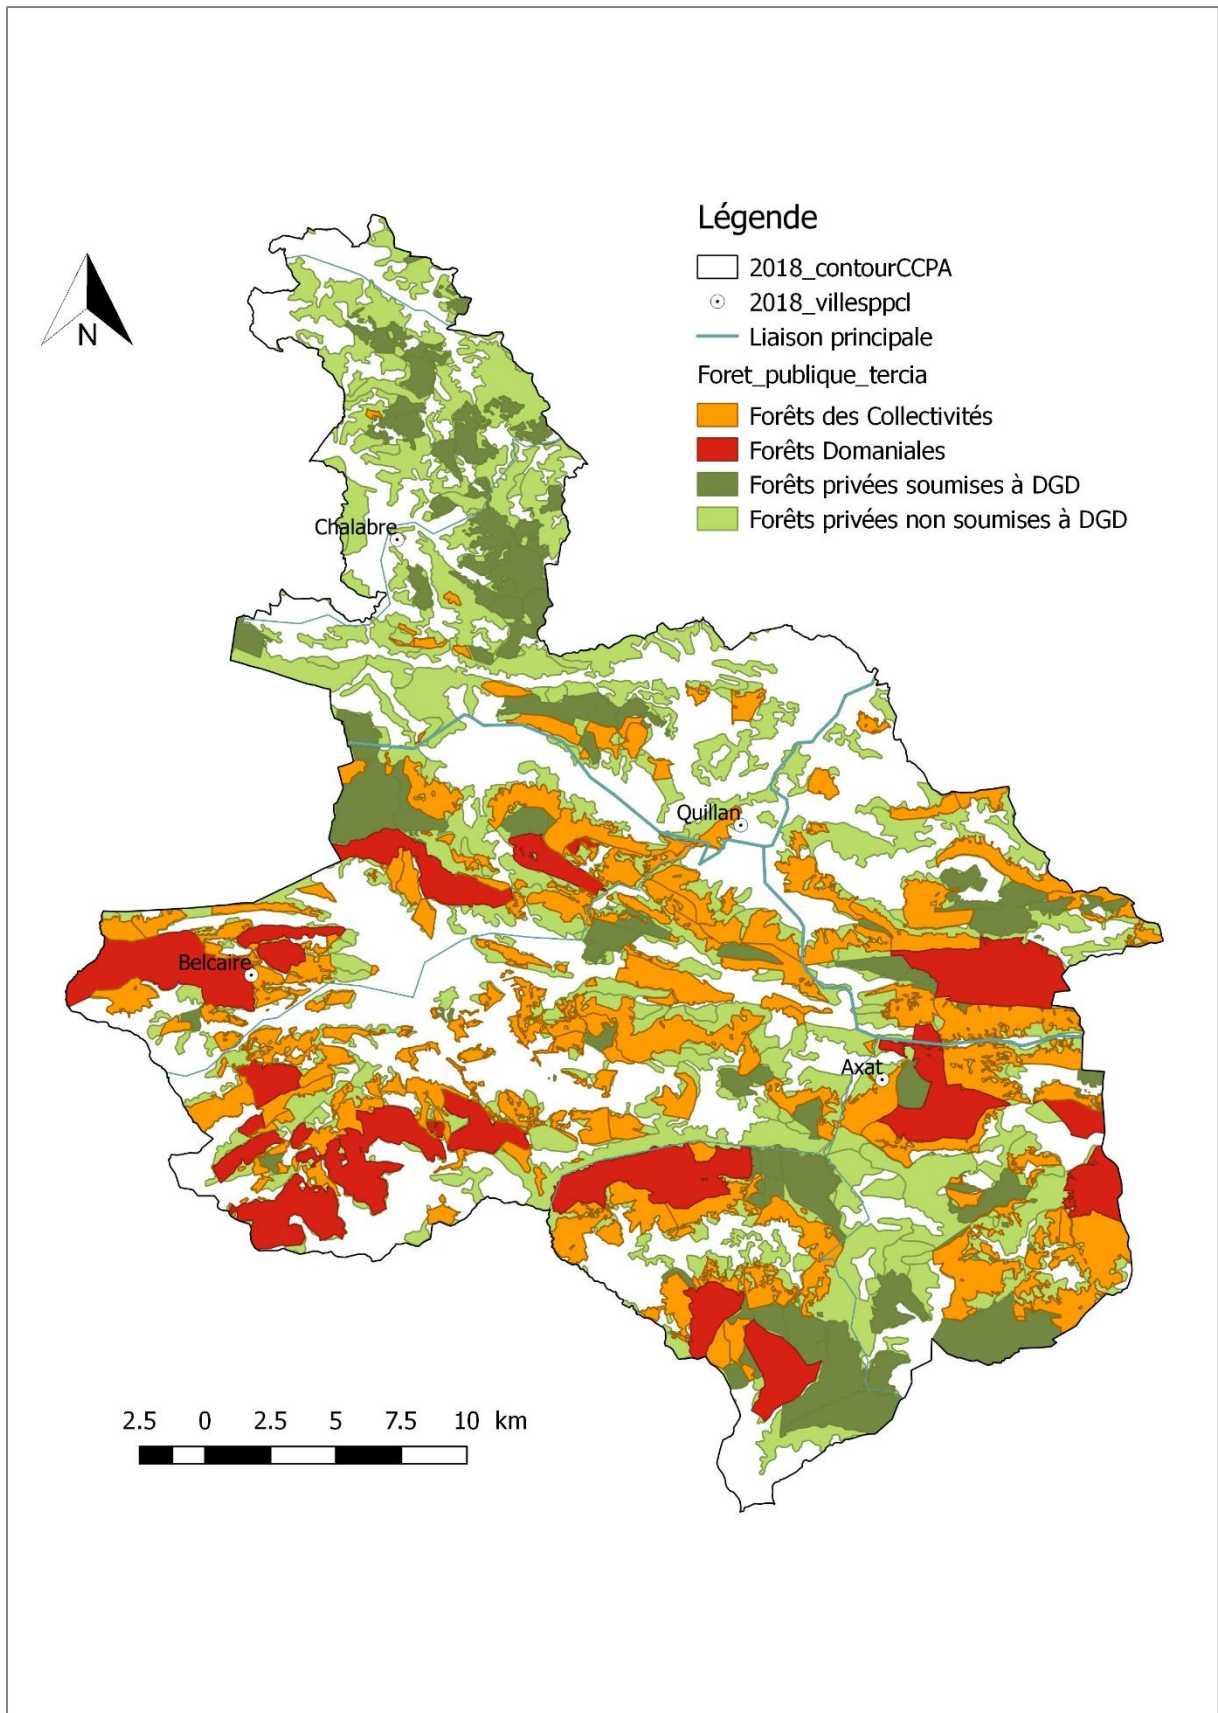 Légende
2018_contourCCPA
2018_villesppcl
Liaison principale
Foret_publique_tercia
Forêts des Collectivités
Forêts Domaniales
Forêts privées soumises à DGD
Forêts privées non soumises à DGD
N
Chalabre
Quillan
Belcaire
Axat
2.5 0 2.5 5 7.5 10 km